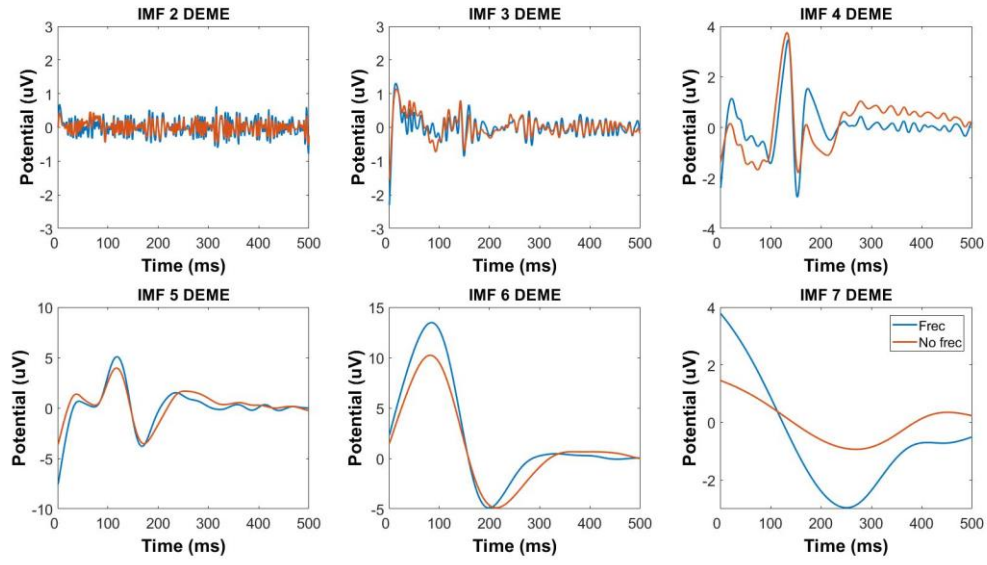 IMF 2 DEME
IMF 3 DEME
IMF 4 DEME
3
2
1
0
-1
-2
-3
Potential (uV)
0 100 200 300 400 500
Time (ms)
3
2
1
0
-1
-2
-3
Potential (uV)
0 100 200 300 400 500
Time (ms)
4
2
0
-2
-4
Potential (uV)
0 100 200 300 400 500
Time (ms)
IMF 5 DEME
IMF 6 DEME
IMF 7 DEME
10
5
0
-5
-10
Potential (uV)
0 100 200 300 400 500
Time (ms)
15
10
5
0
-5
Potential (uV)
0 100 200 300 400 500
Time (ms)
4
2
0
-2
Potential (uV)
0 100 200 300 400 500
Time (ms)
Frec
No frec